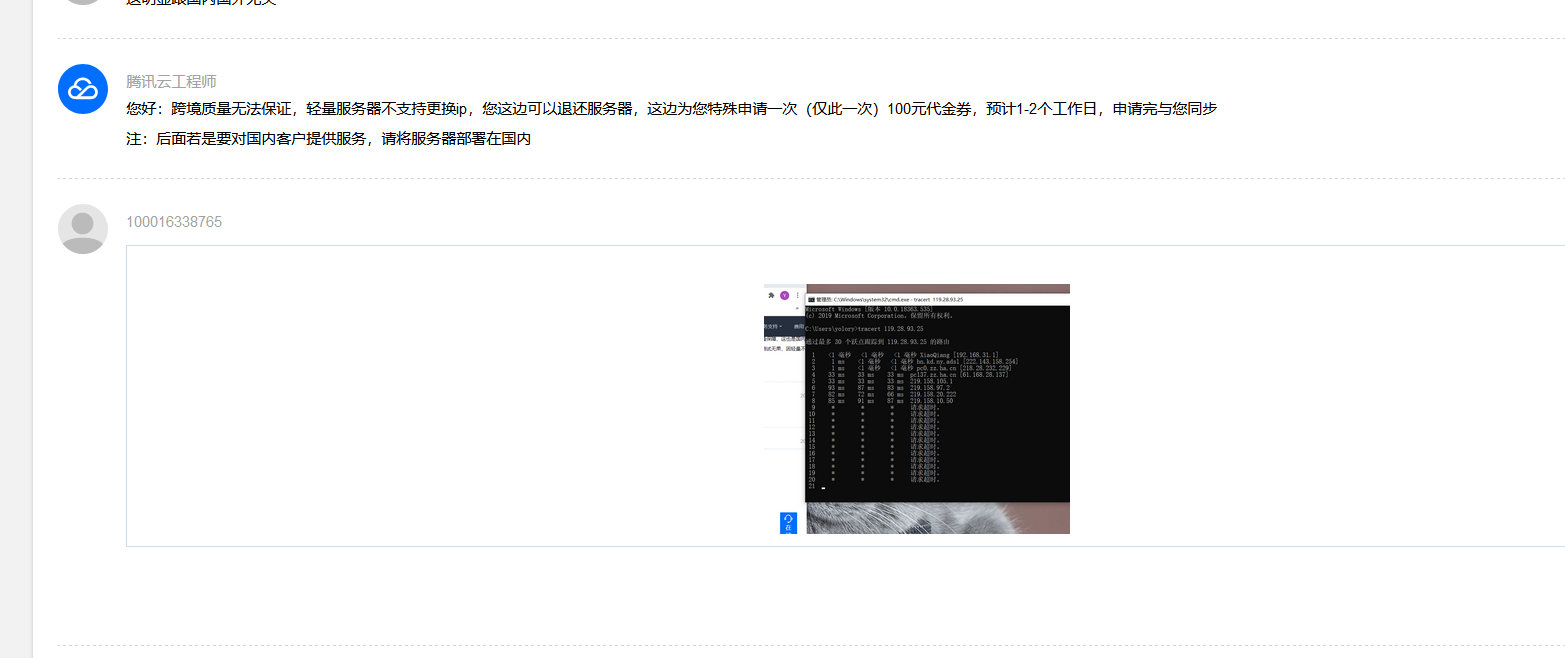 腾讯云工程师
您好：跨境质量无法保证，轻量服务器不支持更换ip，您这边可以退还服务器，这边为您特殊申请一次（仅此一次）100元代金券，预计1-2个工作日，申请完与您同步
注：后面若是要对国内客户提供服务，请将服务器部署在国内
100016338765
管理员: C:\Windows\system32\cmd.exe - tracert 119.28.93.25
Microsoft Windows [版本 10.0.18363.535]
(c) 2019 Microsoft Corporation。保留所有权利。
C:\Users\yolory>tracert 119.28.93.25
通过最多 30 个跃点跟踪到 119.28.93.25 的路由
1 <1 毫秒 <1 毫秒 <1 毫秒 XiaoQiang [192.168.31.1]
2 1 ms <1 毫秒 <1 毫秒 hn.kd.ny.adsl [222.143.158.254]
3 1 ms <1 毫秒 <1 毫秒 pc0.zz.ha.cn [218.28.232.229]
4 33 ms 33 ms 33 ms pc137.zz.ha.cn [61.168.28.137]
5 33 ms 33 ms 33 ms 219.158.105.1
6 93 ms 87 ms 83 ms 219.158.97.2
7 82 ms 72 ms 66 ms 219.158.20.222
8 85 ms 91 ms 87 ms 219.158.10.50
9 * * * 请求超时。
10 * * * 请求超时。
11 * * * 请求超时。
12 * * * 请求超时。
13 * * * 请求超时。
14 * * * 请求超时。
15 * * * 请求超时。
16 * * * 请求超时。
17 * * * 请求超时。
18 * * * 请求超时。
19 * * * 请求超时。
20 * * * 请求超时。
21
在